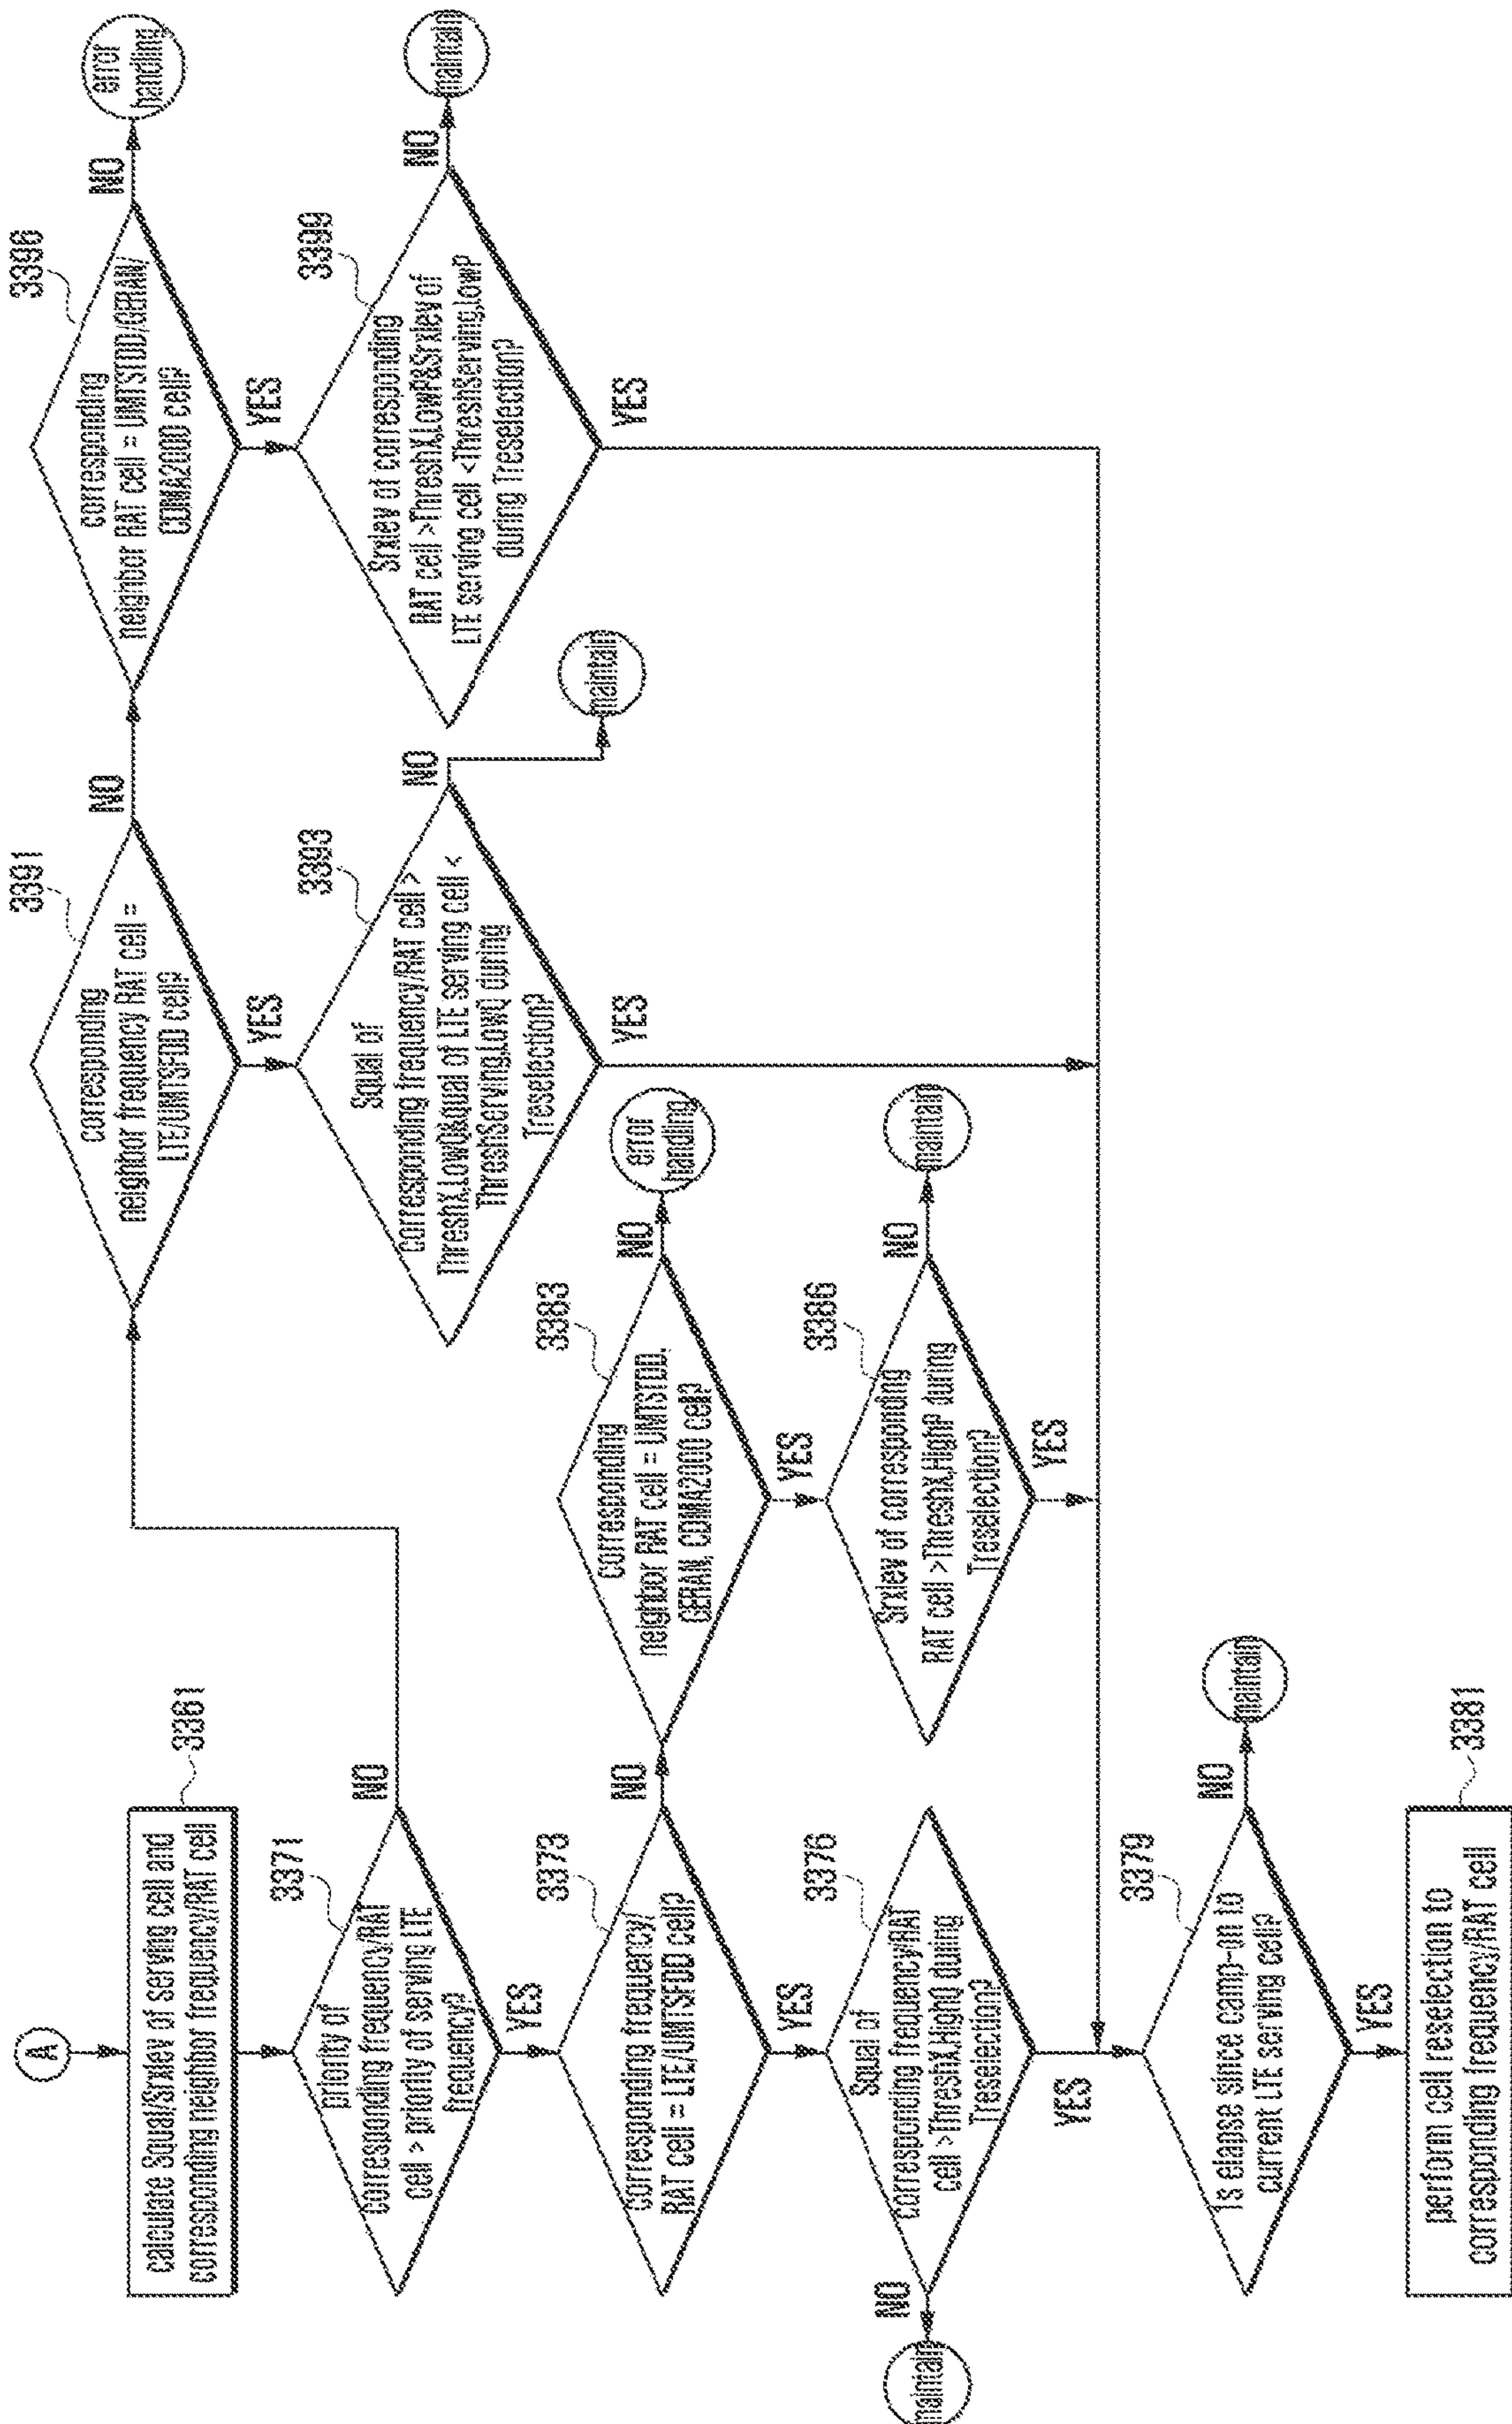 A
calculate Squal/Srxlev of serving cell and
corresponding neighbor frequency/RAT cell
3361
priority of
corresponding frequency/RAT
cell > priority of serving LTE
frequency?
3371
NO
YES
corresponding frequency/
RAT cell = LTE/UMTSFDD cell?
3373
NO
YES
Squal of
corresponding frequency/RAT
cell >ThreshX,HighQ during
Treselection?
3376
NO
maintain
YES
1s elapse since camp-on to
current LTE serving cell?
3379
NO
maintain
YES
perform cell reselection to
corresponding frequency/RAT cell
3381
corresponding
neighbor RAT cell = UMTSTDD,
GERAN, CDMA2000 cell?
3383
NO
error
handling
YES
Srxlev of corresponding
RAT cell >ThreshX,HighP during
Treselection?
3386
NO
maintain
YES
corresponding
neighbor frequency RAT cell =
LTE/UMTSFDD cell?
3391
NO
YES
Squal of
corresponding frequency/RAT cell >
ThreshX,LowQ&qual of LTE serving cell <
ThreshServing,LowQ during
Treselection?
3393
NO
maintain
YES
corresponding
neighbor RAT cell = UMTSTDD/GERAN/
CDMA2000 cell?
3396
NO
error
handling
YES
Srxlev of corresponding
RAT cell >ThreshX,LowP&Srxlev of
LTE serving cell <ThreshServing,lowP
during Treselection?
3399
NO
maintain
YES